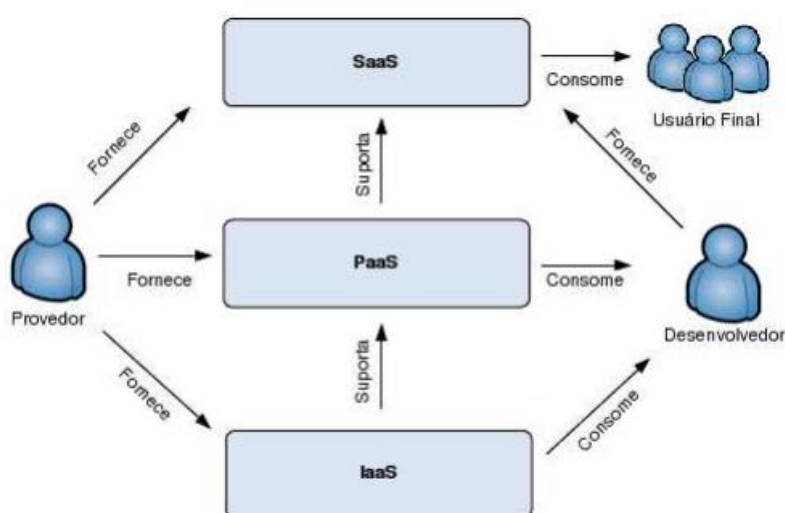 SaaS
Consome
Usuário Final
Fornece
Suporta
Fornece
Provedor
Fornece
PaaS
Consome
Desenvolvedor
Fornece
Suporta
Consome
IaaS